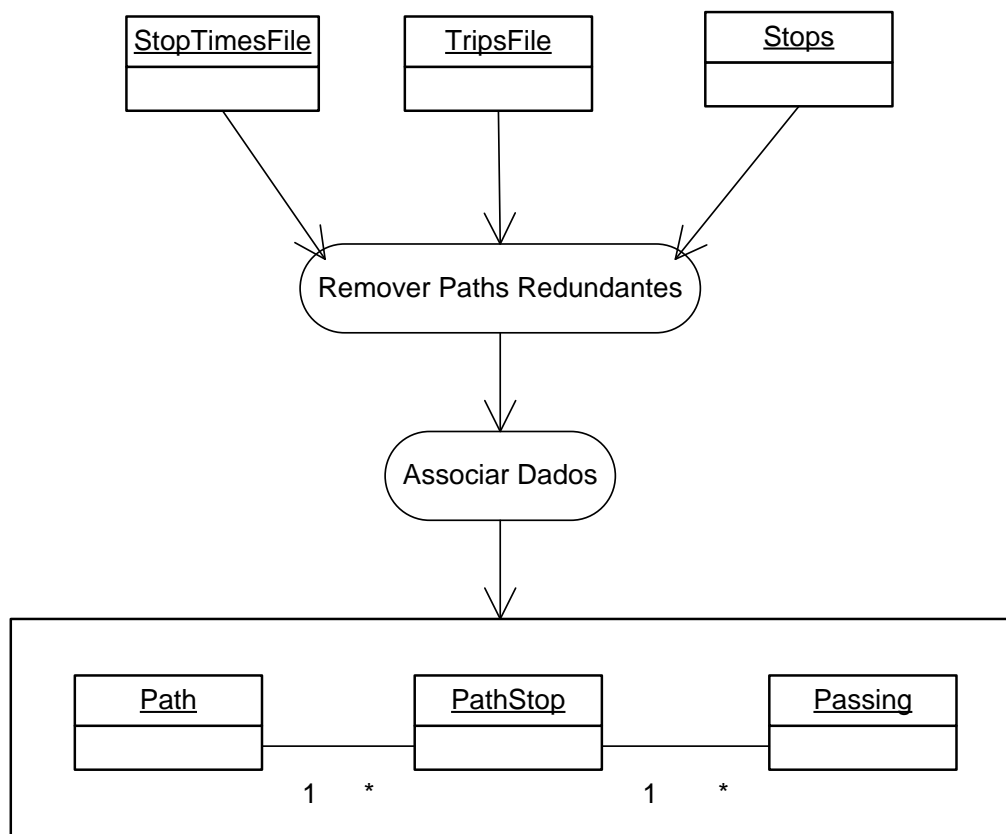 StopTimesFile
TripsFile
Stops
Remover Paths Redundantes
Associar Dados
Path
PathStop
Passing
1 *
1 *